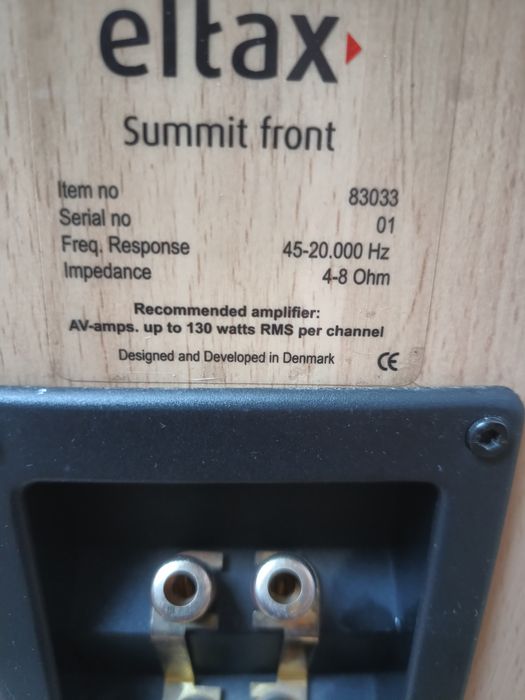 eltax
Summit front
Item no 83033
Serial no 01
Freq. Response 45-20.000 Hz
Impedance 4-8 Ohm
Recommended amplifier:
AV-amps. up to 130 watts RMS per channel
Designed and Developed in Denmark CE